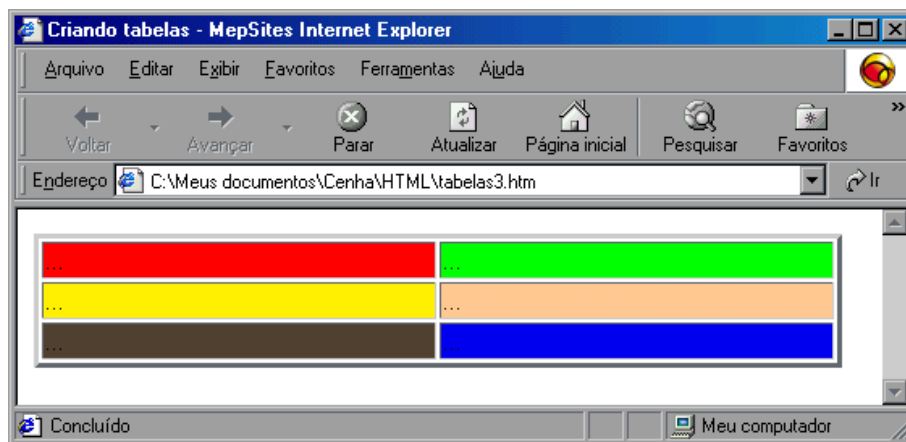 Criando tabelas - MepSites Internet Explorer
Arquivo Editar Exibir Favoritos Ferramentas Ajuda
Voltar Avançar Parar Atualizar Página inicial Pesquisar Favoritos »
Endereço C:\Meus documentos\Cenha\HTML\tabelas3.htm Ir
... ...
... ...
... ...
Concluído Meu computador